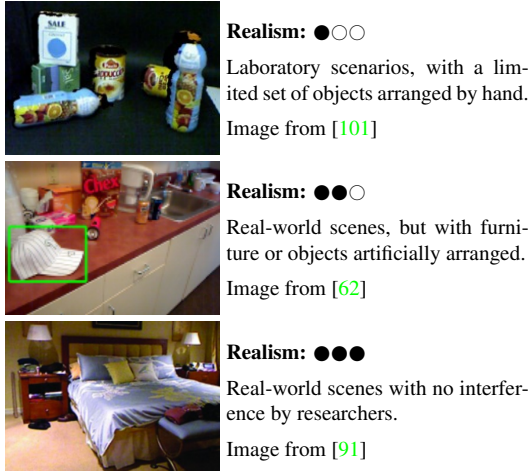 SALE
Cappuccino
Realism: ●○○
Laboratory scenarios, with a lim-
ited set of objects arranged by hand.
Image from [101]
Chex
Realism: ●●○
Real-world scenes, but with furni-
ture or objects artificially arranged.
Image from [62]
Realism: ●●●
Real-world scenes with no interfer-
ence by researchers.
Image from [91]